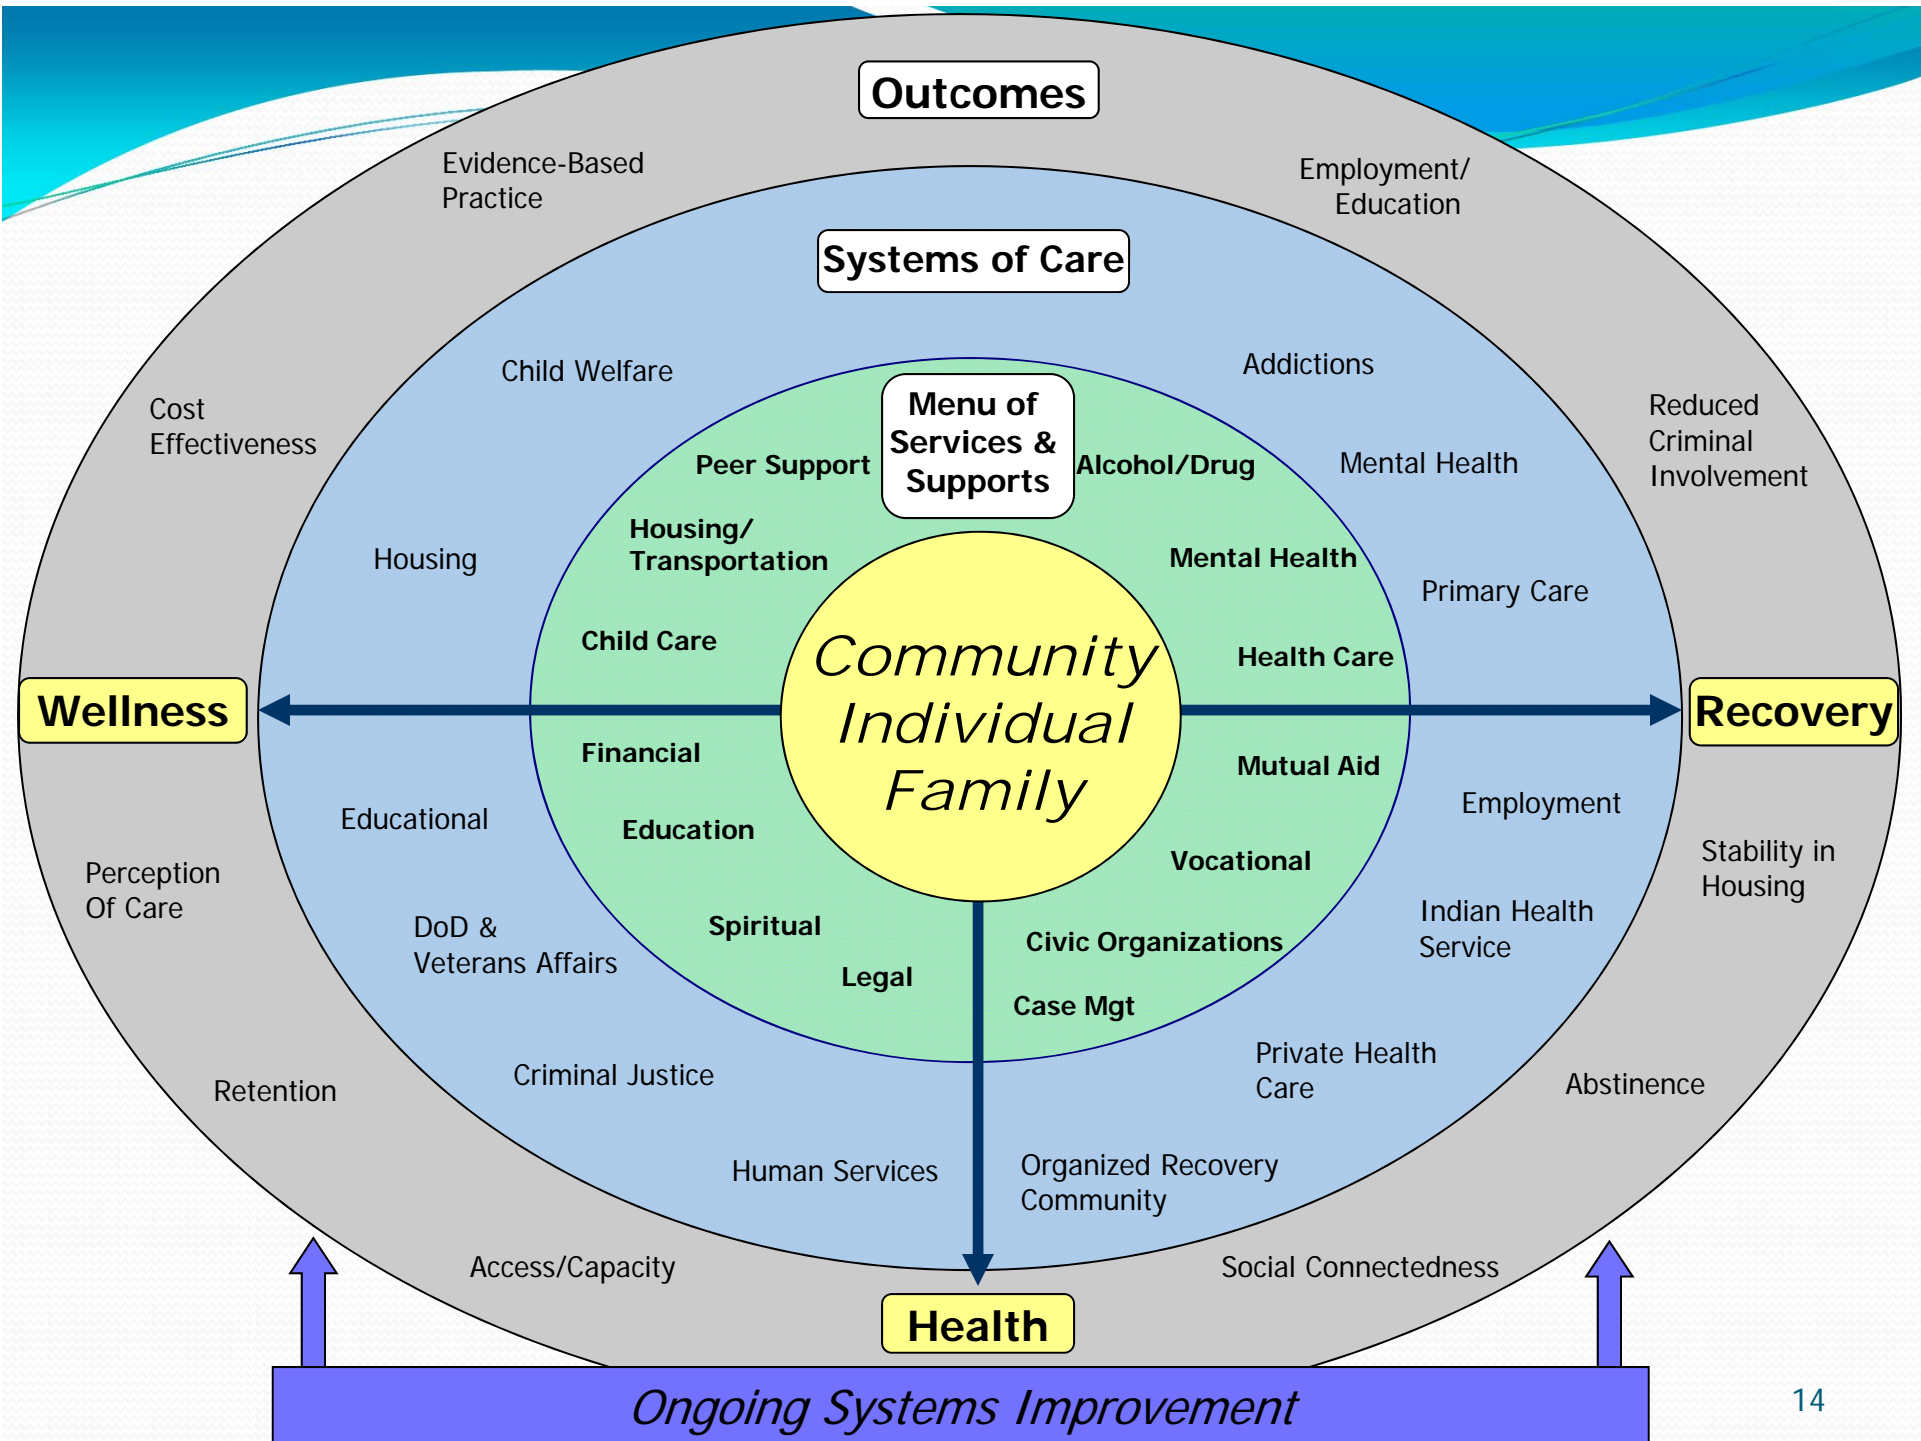 Outcomes
Evidence-Based
Practice
Employment/
Education
Systems of Care
Child Welfare
Addictions
Cost
Effectiveness
Reduced
Criminal
Involvement
Menu of
Services &
Supports
Peer Support
Alcohol/Drug
Mental Health
Housing/
Transportation
Housing
Mental Health
Primary Care
Child Care
Health Care
Community
Individual
Family
Wellness
Recovery
Financial
Mutual Aid
Educational
Education
Employment
Vocational
Perception
Of Care
Stability in
Housing
DoD &
Veterans Affairs
Spiritual
Civic Organizations
Indian Health
Service
Legal
Case Mgt
Retention
Criminal Justice
Private Health
Care
Abstinence
Human Services
Organized Recovery
Community
Access/Capacity
Social Connectedness
Health
Ongoing Systems Improvement
14